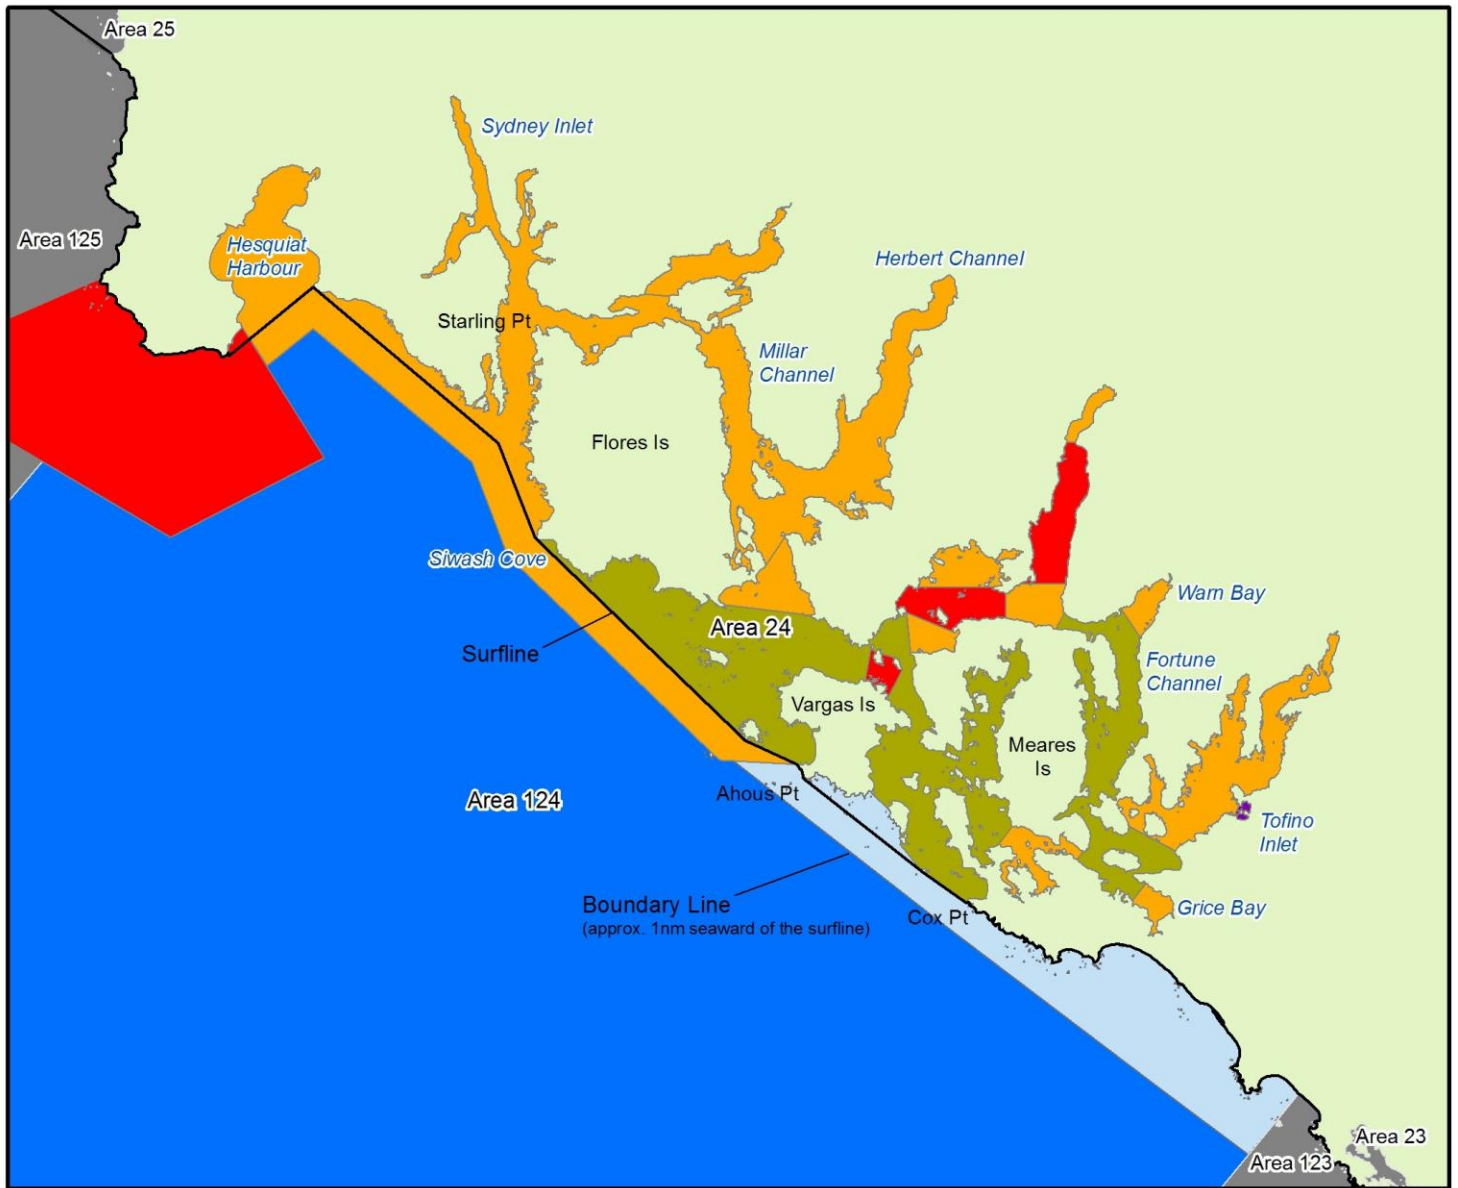 Area 25
Sydney Inlet
Area 125
Hesquiat
Harbour
Herbert Channel
Starling Pt
Millar
Channel
Flores Is
Siwash Cove
Warn Bay
Area 24
Surfline
Fortune
Channel
Vargas Is
Meares
Is
Area 124
Ahous Pt
Tofino
Inlet
Boundary Line
(approx. 1nm seaward of the surfline)
Cox Pt
Grice Bay
Area 23
Area 123